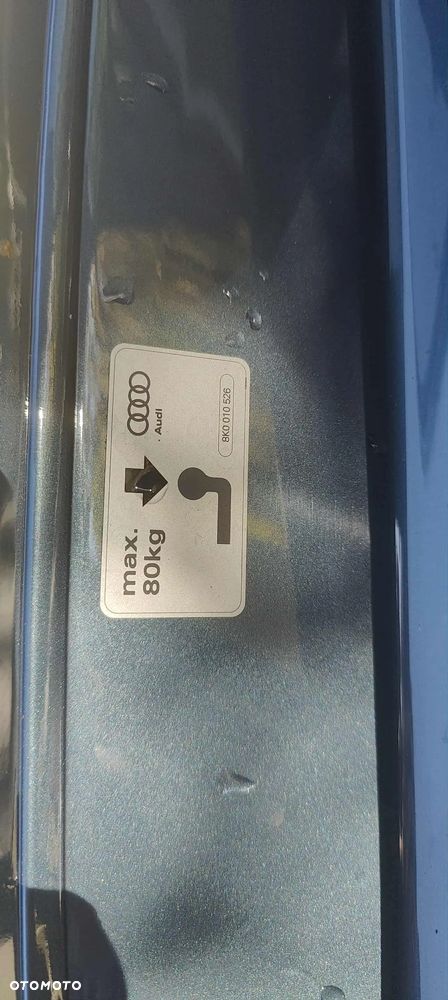 max.
80kg
Audi
8K0 010 526
OTOMOTO